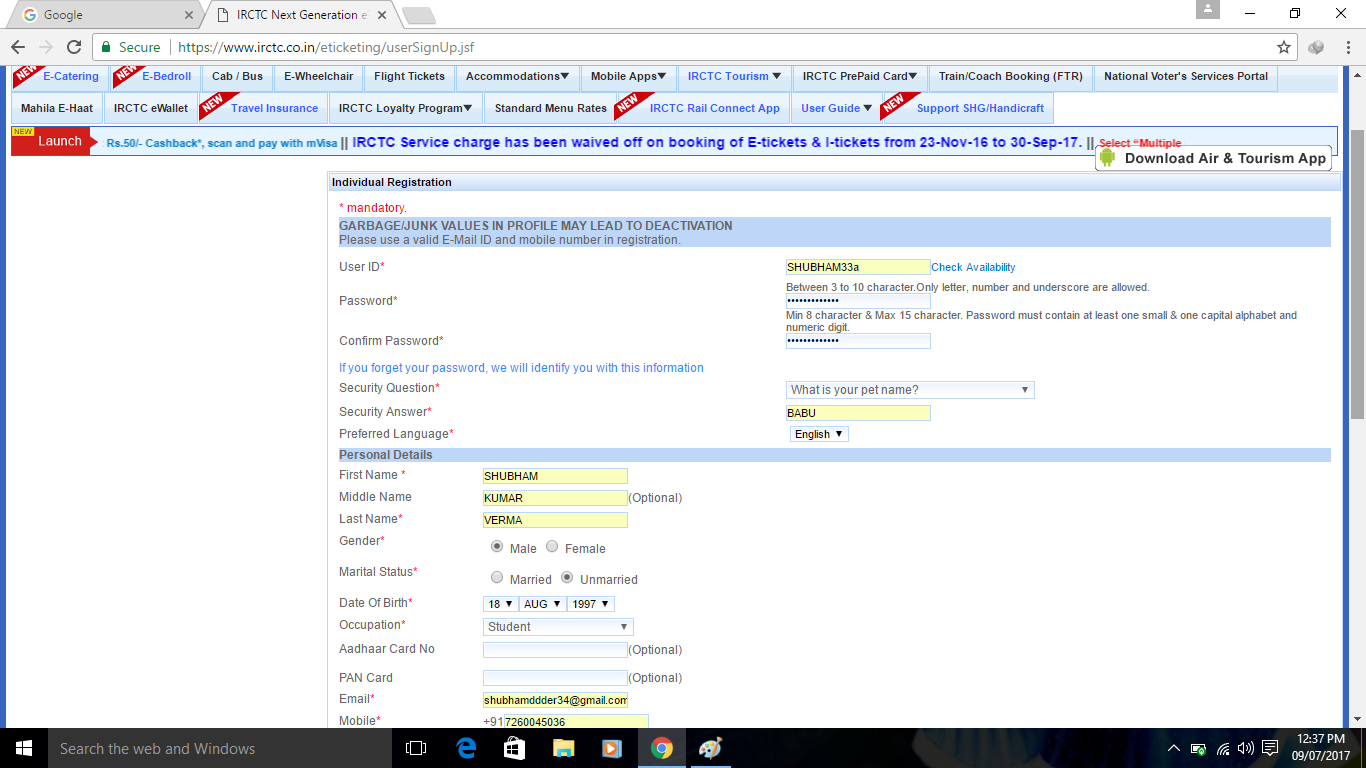 Google
IRCTC Next Generation e
Secure https://www.irctc.co.in/eticketing/userSignUp.jsf
NEW E-Catering NEW E-Bedroll Cab / Bus E-Wheelchair Flight Tickets Accommodations▼ Mobile Apps▼ IRCTC Tourism ▼ IRCTC PrePaid Card▼ Train/Coach Booking (FTR) National Voter's Services Portal
Mahila E-Haat IRCTC eWallet NEW Travel Insurance IRCTC Loyalty Program▼ Standard Menu Rates NEW IRCTC Rail Connect App User Guide ▼ NEW Support SHG/Handicraft
NEW
Launch Rs.50/- Cashback*, scan and pay with mVisa || IRCTC Service charge has been waived off on booking of E-tickets & I-tickets from 23-Nov-16 to 30-Sep-17. || Select "Multiple
Download Air & Tourism App
Individual Registration
* mandatory.
GARBAGE/JUNK VALUES IN PROFILE MAY LEAD TO DEACTIVATION
Please use a valid E-Mail ID and mobile number in registration.
User ID* SHUBHAM33a Check Availability
Between 3 to 10 character.Only letter, number and underscore are allowed.
Password* •••••••••••••
Min 8 character & Max 15 character. Password must contain at least one small & one capital alphabet and
numeric digit.
Confirm Password* •••••••••••••
If you forget your password, we will identify you with this information
Security Question* What is your pet name? ▼
Security Answer* BABU
Preferred Language* English ▼
Personal Details
First Name * SHUBHAM
Middle Name KUMAR (Optional)
Last Name* VERMA
Gender* Male Female
Marital Status* Married Unmarried
Date Of Birth* 18 ▼ AUG ▼ 1997 ▼
Occupation* Student ▼
Aadhaar Card No (Optional)
PAN Card (Optional)
Email* shubhamddder34@gmail.com
Mobile* +91 7260045036
Search the web and Windows
12:37 PM
09/07/2017